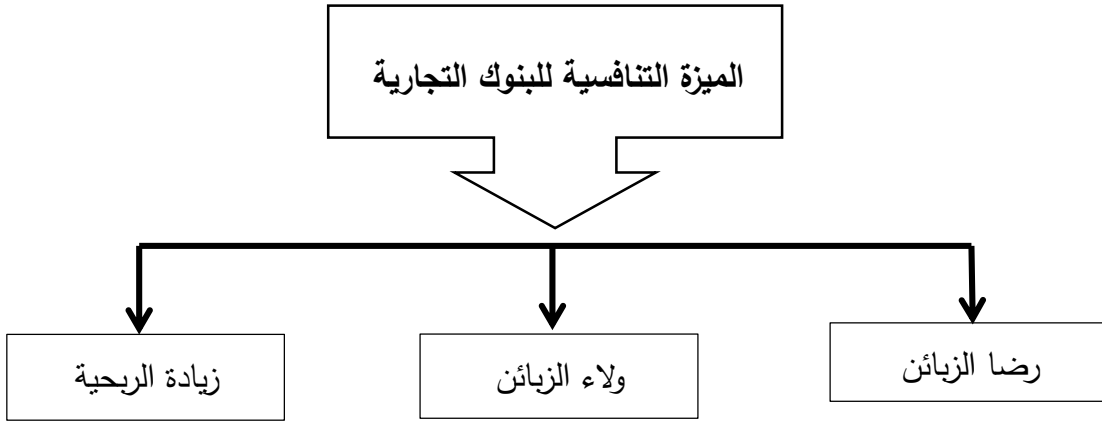 الميزة التنافسية للبنوك التجارية
رضا الزبائن
ولاء الزبائن
زيادة الربحية